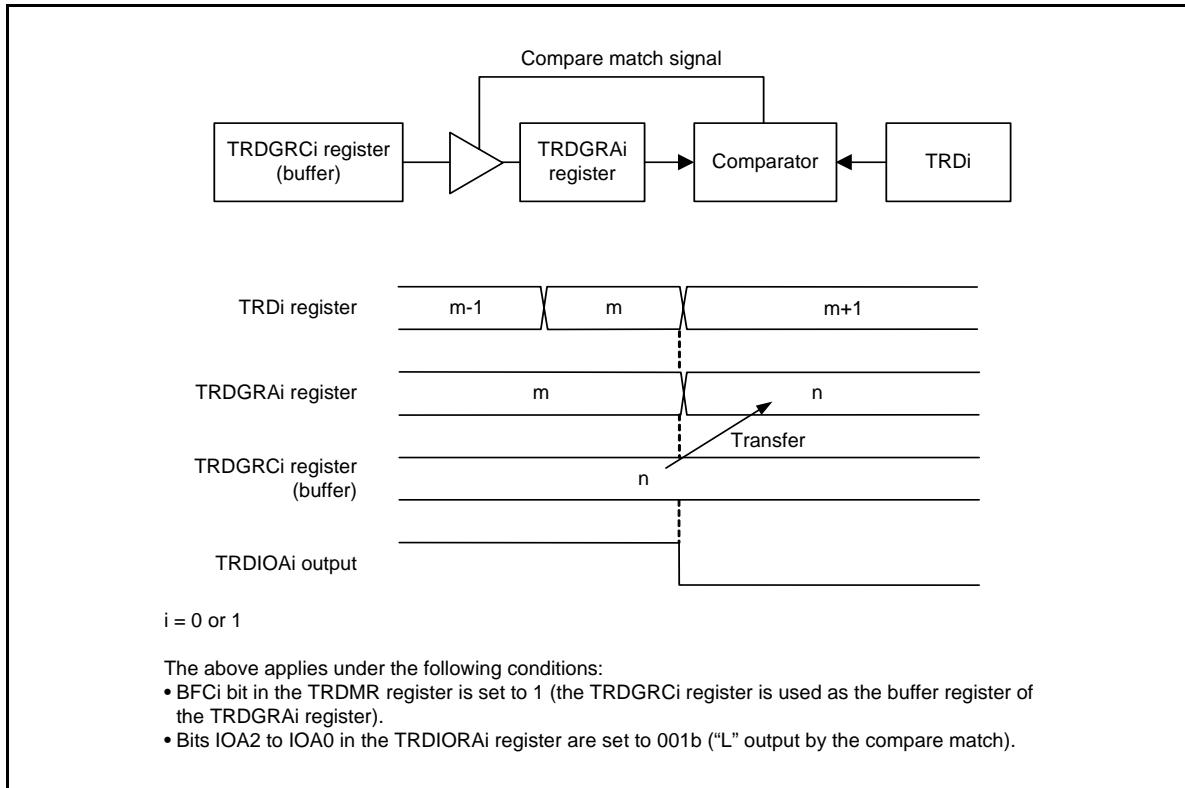 Compare match signal
TRDGRCi register
(buffer)
TRDGRAi
register
Comparator
TRDi
TRDi register
m-1
m
m+1
TRDGRAi register
m
n
Transfer
TRDGRCi register
(buffer)
n
TRDIOAi output
i = 0 or 1
The above applies under the following conditions:
• BFCi bit in the TRDMR register is set to 1 (the TRDGRCi register is used as the buffer register of
the TRDGRAi register).
• Bits IOA2 to IOA0 in the TRDIORAi register are set to 001b (“L” output by the compare match).